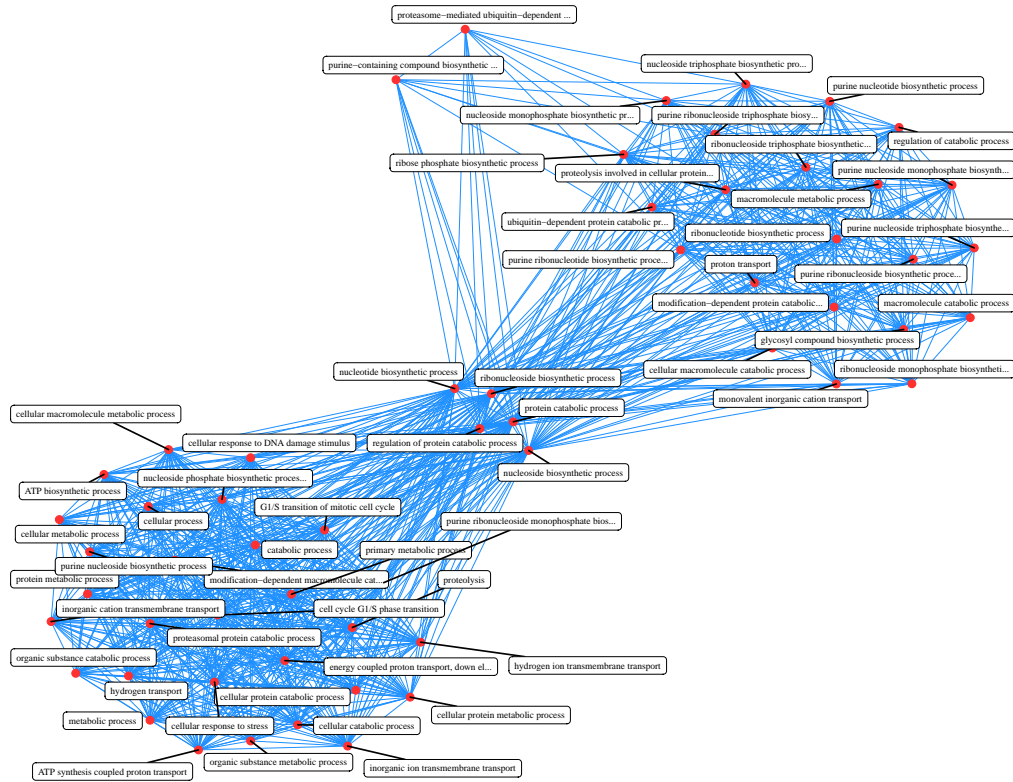 proteasome−mediated ubiquitin−dependent ...
purine−containing compound biosynthetic ...
nucleoside triphosphate biosynthetic pro...
purine nucleotide biosynthetic process
nucleoside monophosphate biosynthetic pr...
purine ribonucleoside triphosphate biosy...
ribonucleoside triphosphate biosynthetic...
regulation of catabolic process
ribose phosphate biosynthetic process
proteolysis involved in cellular protein...
purine nucleoside monophosphate biosynth...
macromolecule metabolic process
ubiquitin−dependent protein catabolic pr...
ribonucleotide biosynthetic process
purine nucleoside triphosphate biosynthe...
purine ribonucleotide biosynthetic proce...
proton transport
purine ribonucleoside biosynthetic proce...
modification−dependent protein catabolic...
macromolecule catabolic process
glycosyl compound biosynthetic process
nucleotide biosynthetic process
ribonucleoside biosynthetic process
cellular macromolecule catabolic process
ribonucleoside monophosphate biosyntheti...
monovalent inorganic cation transport
cellular macromolecule metabolic process
protein catabolic process
cellular response to DNA damage stimulus
regulation of protein catabolic process
nucleoside biosynthetic process
nucleoside phosphate biosynthetic proces...
ATP biosynthetic process
G1/S transition of mitotic cell cycle
cellular process
purine ribonucleoside monophosphate bios...
cellular metabolic process
catabolic process
primary metabolic process
purine nucleoside biosynthetic process
protein metabolic process
modification−dependent macromolecule cat...
proteolysis
inorganic cation transmembrane transport
cell cycle G1/S phase transition
proteasomal protein catabolic process
organic substance catabolic process
energy coupled proton transport, down el...
hydrogen ion transmembrane transport
hydrogen transport
cellular protein catabolic process
cellular protein metabolic process
metabolic process
cellular response to stress
cellular catabolic process
organic substance metabolic process
ATP synthesis coupled proton transport
inorganic ion transmembrane transport